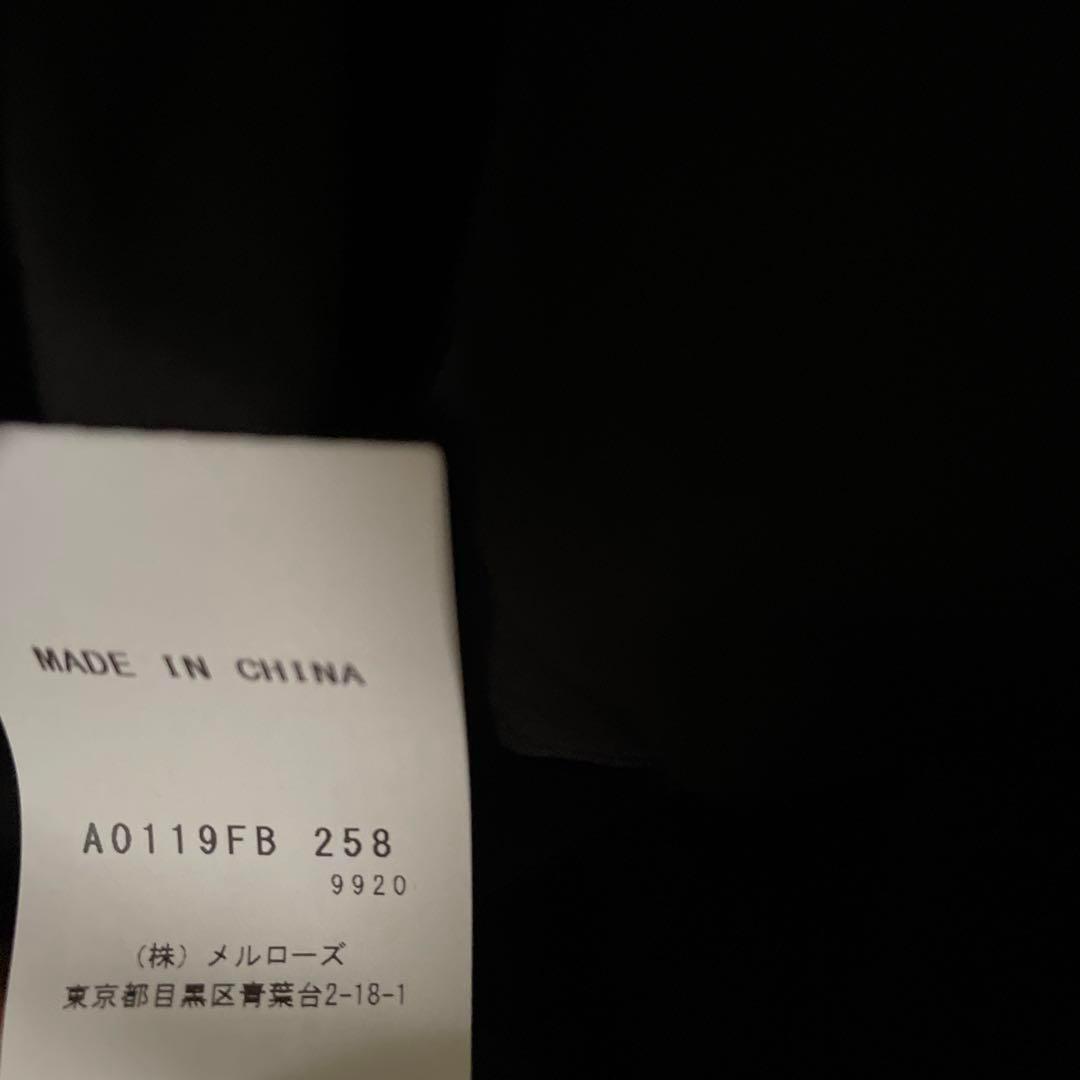 MADE IN CHINA
A0119FB 258
9920
(株)メルローズ
東京都目黒区青葉台2-18-1